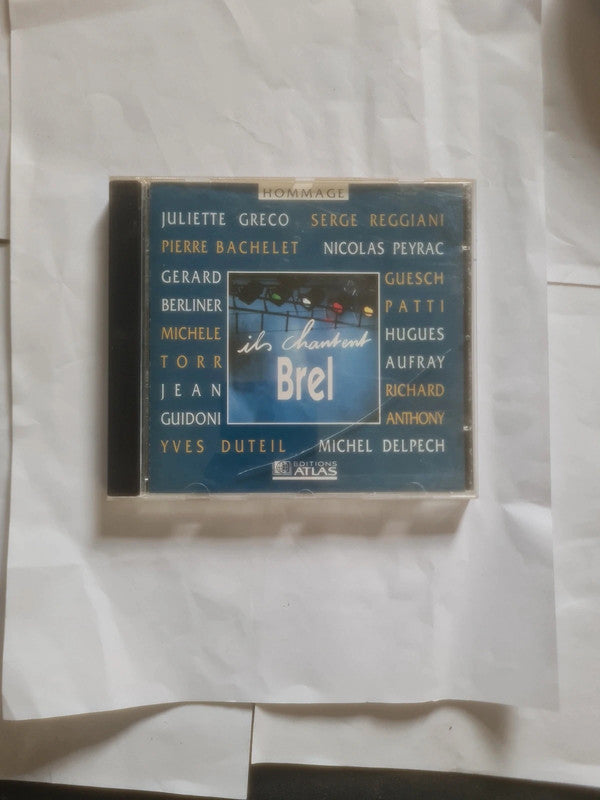 HOMMAGE
JULIETTE GRECO SERGE REGGIANI
PIERRE BACHELET NICOLAS PEYRAC
GERARD GUESCH
BERLINER PATTI
MICHELE HUGUES
TORR AUFRAY
JEAN RICHARD
GUIDONI ANTHONY
ils chantent
Brel
YVES DUTEIL MICHEL DELPECH
EDITIONS
ATLAS